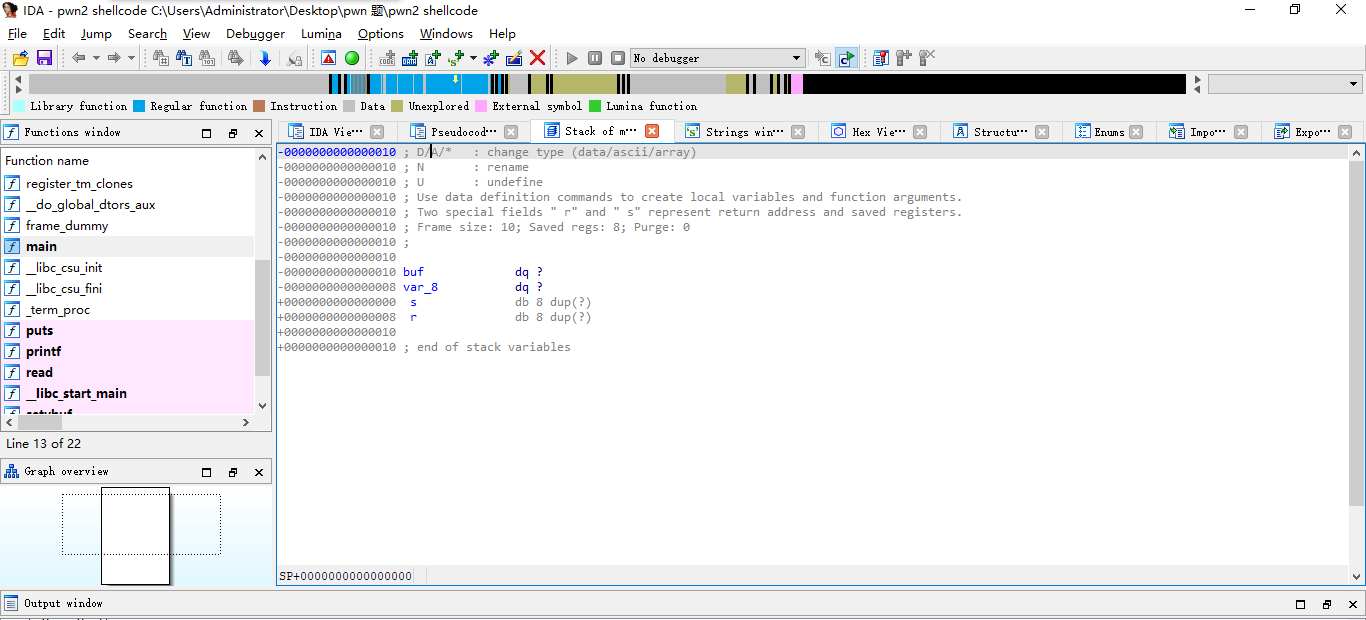 IDA - pwn2 shellcode C:\Users\Administrator\Desktop\pwn 题\pwn2 shellcode
File Edit Jump Search View Debugger Lumina Options Windows Help
No debugger
Library function Regular function Instruction Data Unexplored External symbol Lumina function
Functions window
IDA Vie··· Pseudocod··· Stack of m··· Strings win··· Hex Vie··· Structu··· Enums Impo··· Expo···
Function name
register_tm_clones
__do_global_dtors_aux
frame_dummy
main
__libc_csu_init
__libc_csu_fini
_term_proc
puts
printf
read
__libc_start_main
setvbuf
Line 13 of 22
Graph overview
-0000000000000010 ; D/A/*   : change type (data/ascii/array)
-0000000000000010 ; N       : rename
-0000000000000010 ; U       : undefine
-0000000000000010 ; Use data definition commands to create local variables and function arguments.
-0000000000000010 ; Two special fields " r" and " s" represent return address and saved registers.
-0000000000000010 ; Frame size: 10; Saved regs: 8; Purge: 0
-0000000000000010 ;
-0000000000000010
-0000000000000010 buf             dq ?
-0000000000000008 var_8           dq ?
+0000000000000000  s              db 8 dup(?)
+0000000000000008  r              db 8 dup(?)
+0000000000000010
+0000000000000010 ; end of stack variables
SP+0000000000000000
Output window